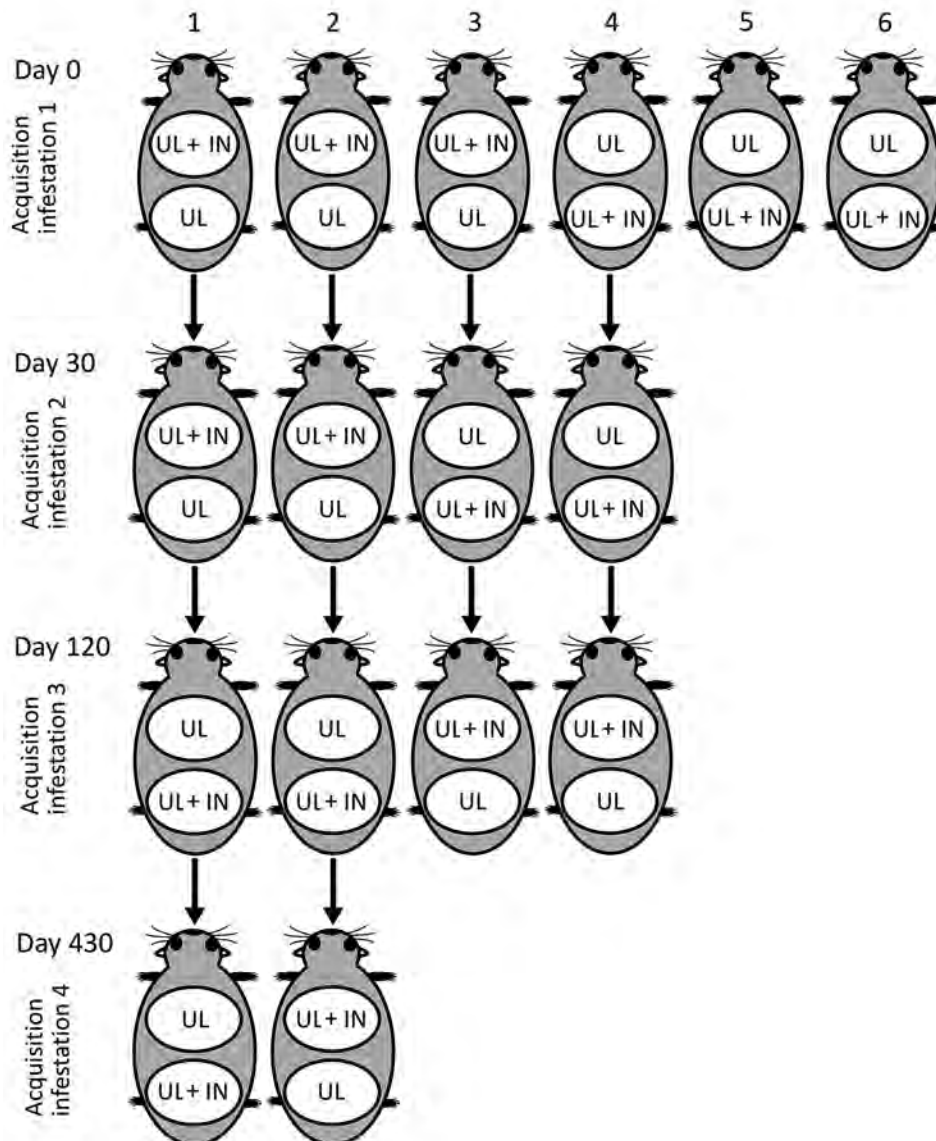 1 2 3 4 5 6
Day 0
Acquisition
infestation 1
UL + IN UL + IN UL + IN UL UL UL
UL UL UL UL + IN UL + IN UL + IN
Day 30
Acquisition
infestation 2
UL + IN UL + IN UL UL
UL UL UL + IN UL + IN
Day 120
Acquisition
infestation 3
UL UL UL + IN UL + IN
UL + IN UL + IN UL UL
Day 430
Acquisition
infestation 4
UL UL + IN
UL + IN UL